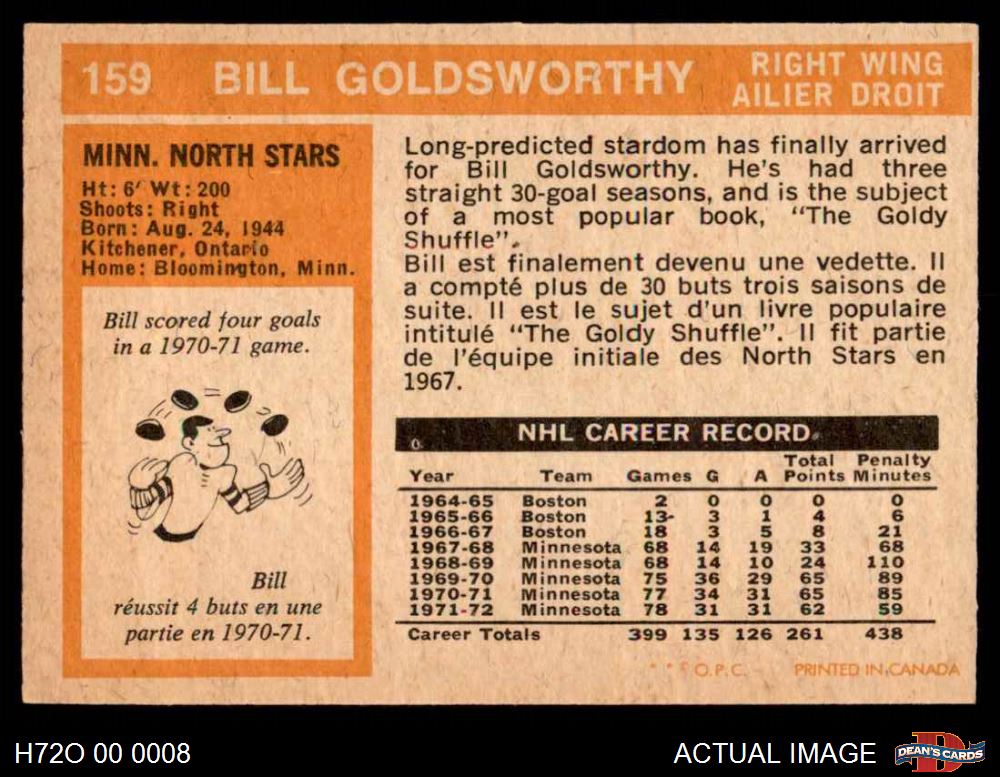 159 BILL GOLDSWORTHY RIGHT WING
AILIER DROIT
MINN. NORTH STARS
Ht: 6' Wt: 200
Shoots: Right
Born: Aug. 24, 1944
Kitchener, Ontario
Home: Bloomington, Minn.
Bill scored four goals
in a 1970-71 game.
Bill
réussit 4 buts en une
partie en 1970-71.
Long-predicted stardom has finally arrived
for Bill Goldsworthy. He's had three
straight 30-goal seasons, and is the subject
of a most popular book, "The Goldy
Shuffle".
Bill est finalement devenu une vedette. Il
a compté plus de 30 buts trois saisons de
suite. Il est le sujet d'un livre populaire
intitulé "The Goldy Shuffle". Il fit partie
de l'équipe initiale des North Stars en
1967.
NHL CAREER RECORD
Year Team Games G A Total Points Penalty Minutes
1964-65 Boston 2 0 0 0 0
1965-66 Boston 13 3 1 4 6
1966-67 Boston 18 3 5 8 21
1967-68 Minnesota 68 14 19 33 68
1968-69 Minnesota 68 14 10 24 110
1969-70 Minnesota 75 36 29 65 89
1970-71 Minnesota 77 34 31 65 85
1971-72 Minnesota 78 31 31 62 59
Career Totals 399 135 126 261 438
* * © O.P.C. PRINTED IN CANADA
H72O 00 0008 ACTUAL IMAGE DEAN'S CARDS